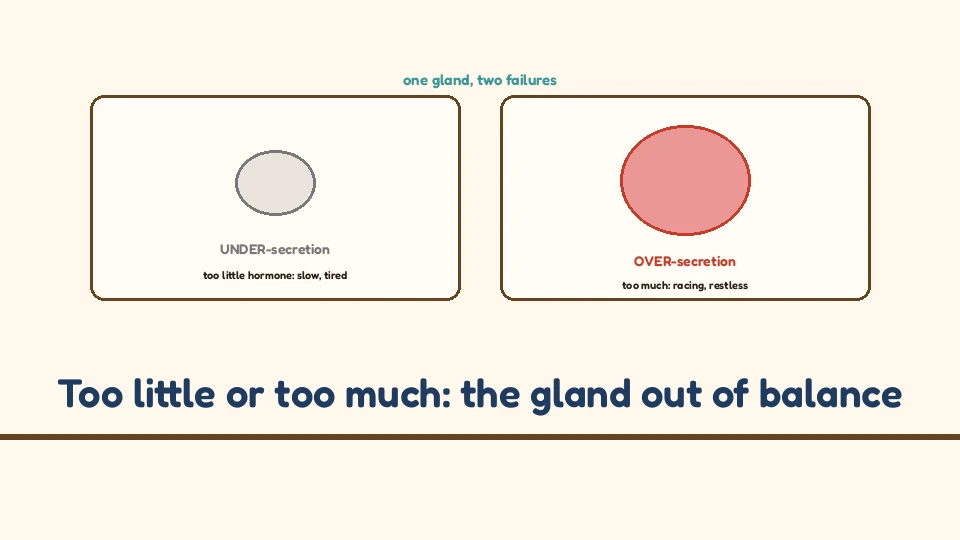 one gland, two failures
UNDER-secretion
too little hormone: slow, tired
OVER-secretion
too much: racing, restless
Too little or too much: the gland out of balance